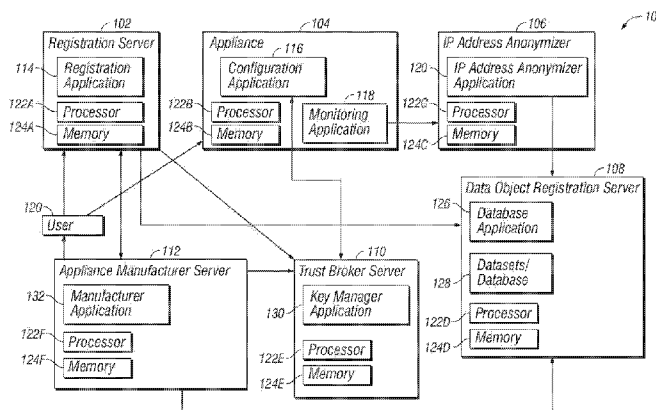 10
102
Registration Server
114
Registration
Application
122A
Processor
124A
Memory
104
Appliance
116
Configuration
Application
118
122B
Processor
Monitoring
Application
124B
Memory
106
IP Address Anonymizer
120
IP Address Anonymizer
Application
122C
Processor
124C
Memory
108
Data Object Registration Server
126
Database
Application
128
Datasets/
Database
122D
Processor
124D
Memory
120
User
112
Appliance Manufacturer Server
132
Manufacturer
Application
122F
Processor
124F
Memory
110
Trust Broker Server
130
Key Manager
Application
122E
Processor
124E
Memory